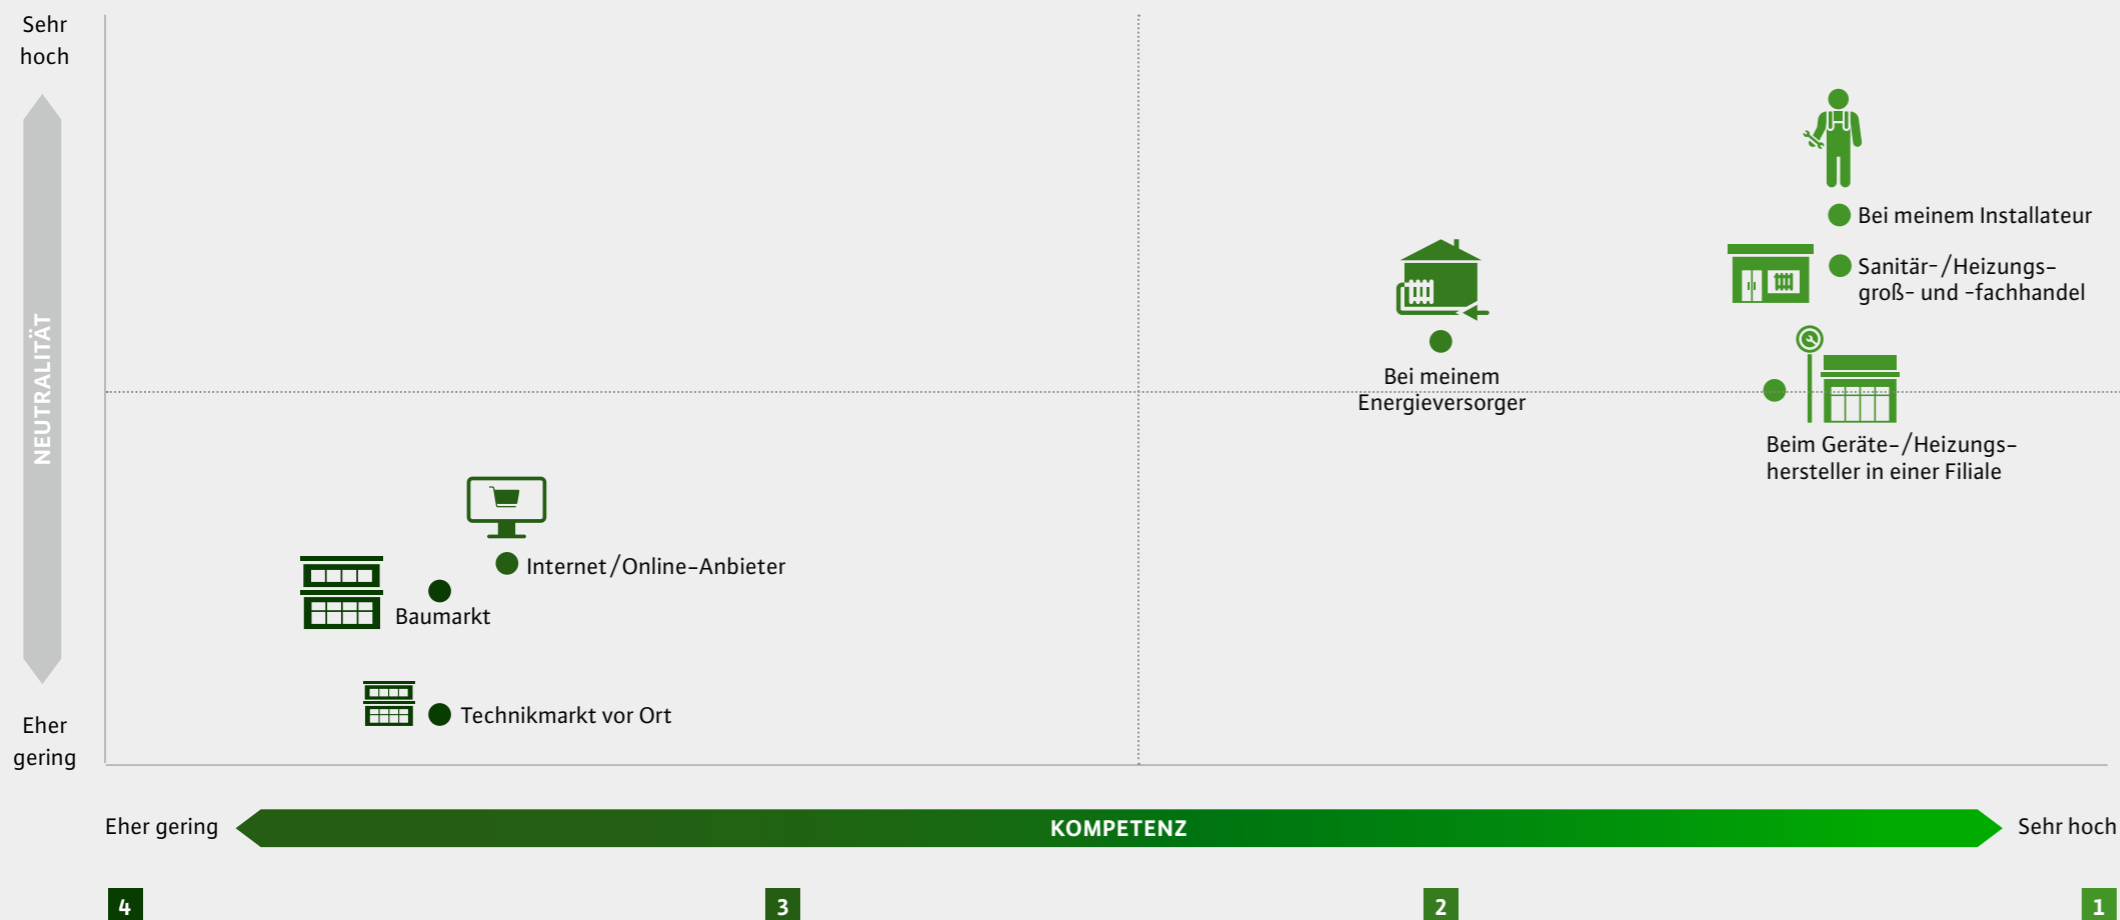 Sehr
hoch
NEUTRALITÄT
Eher
gering
Bei meinem Installateur
Sanitär-/Heizungs-
groß- und -fachhandel
Bei meinem
Energieversorger
Beim Geräte-/Heizungs-
hersteller in einer Filiale
Internet/Online-Anbieter
Baumarkt
Technikmarkt vor Ort
Eher gering
KOMPETENZ
Sehr hoch
4
3
2
1